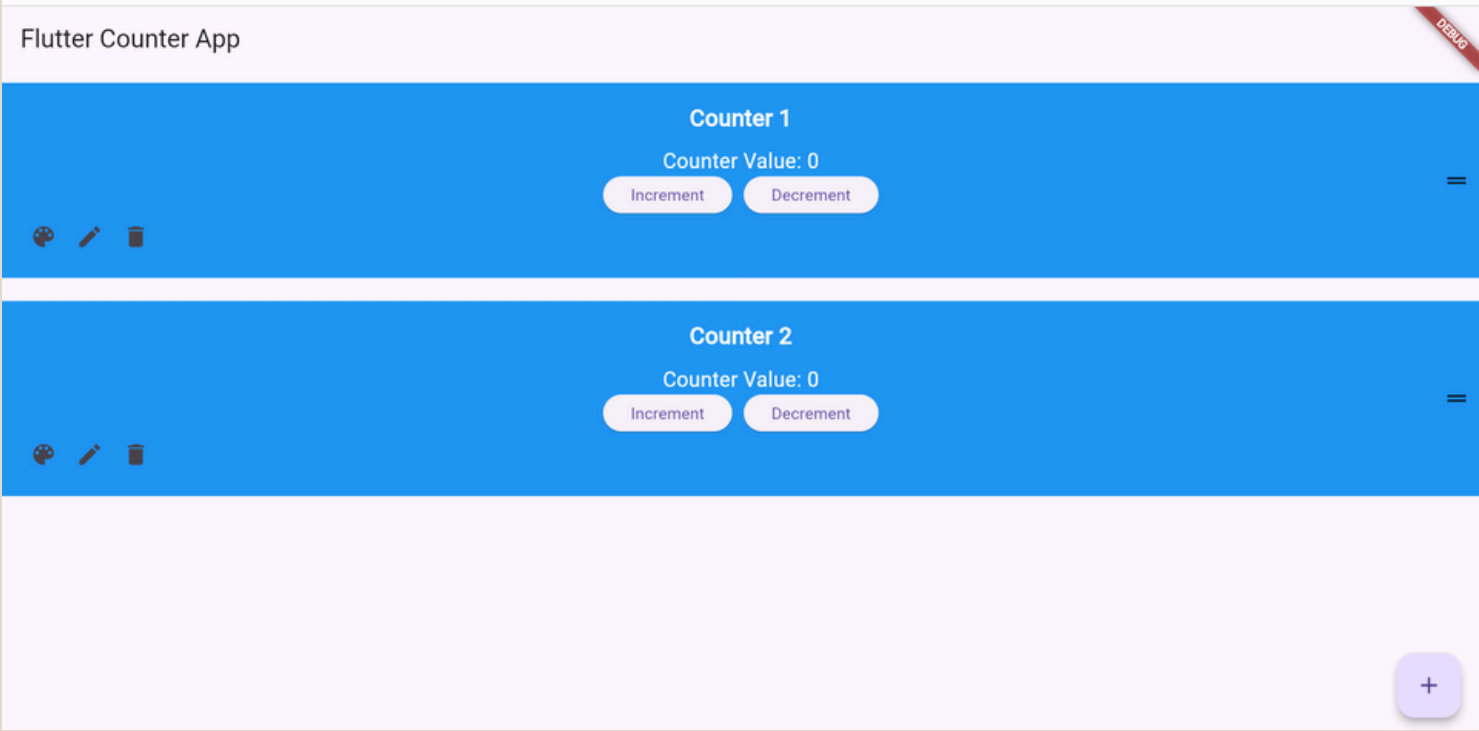 Flutter Counter App
DEBUG
Counter 1
Counter Value: 0
Increment Decrement
Counter 2
Counter Value: 0
Increment Decrement
+